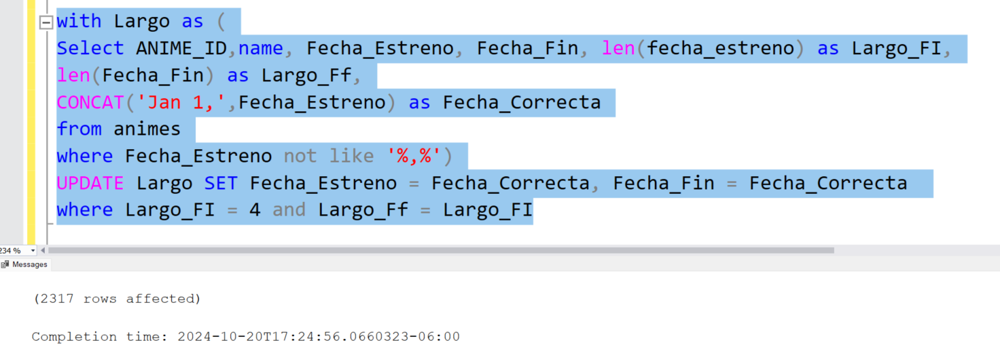 with Largo as (
Select ANIME_ID,name, Fecha_Estreno, Fecha_Fin, len(fecha_estreno) as Largo_FI,
len(Fecha_Fin) as Largo_Ff,
CONCAT('Jan 1,',Fecha_Estreno) as Fecha_Correcta
from animes
where Fecha_Estreno not like '%,%')
UPDATE Largo SET Fecha_Estreno = Fecha_Correcta, Fecha_Fin = Fecha_Correcta
where Largo_FI = 4 and Largo_Ff = Largo_FI
234 %
Messages
(2317 rows affected)
Completion time: 2024-10-20T17:24:56.0660323-06:00